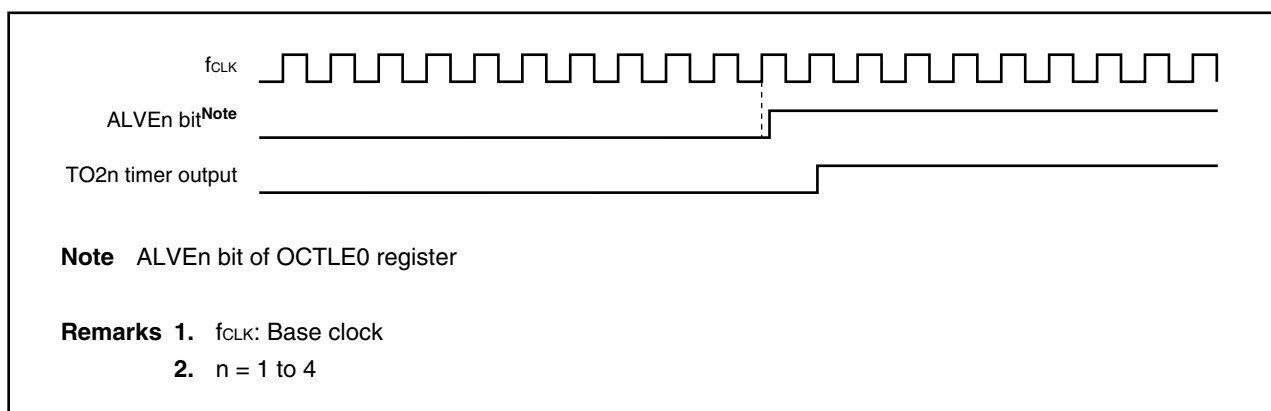 fCLK
ALVEn bitNote
TO2n timer output
Note ALVEn bit of OCTLE0 register
Remarks 1. fCLK: Base clock
2. n = 1 to 4